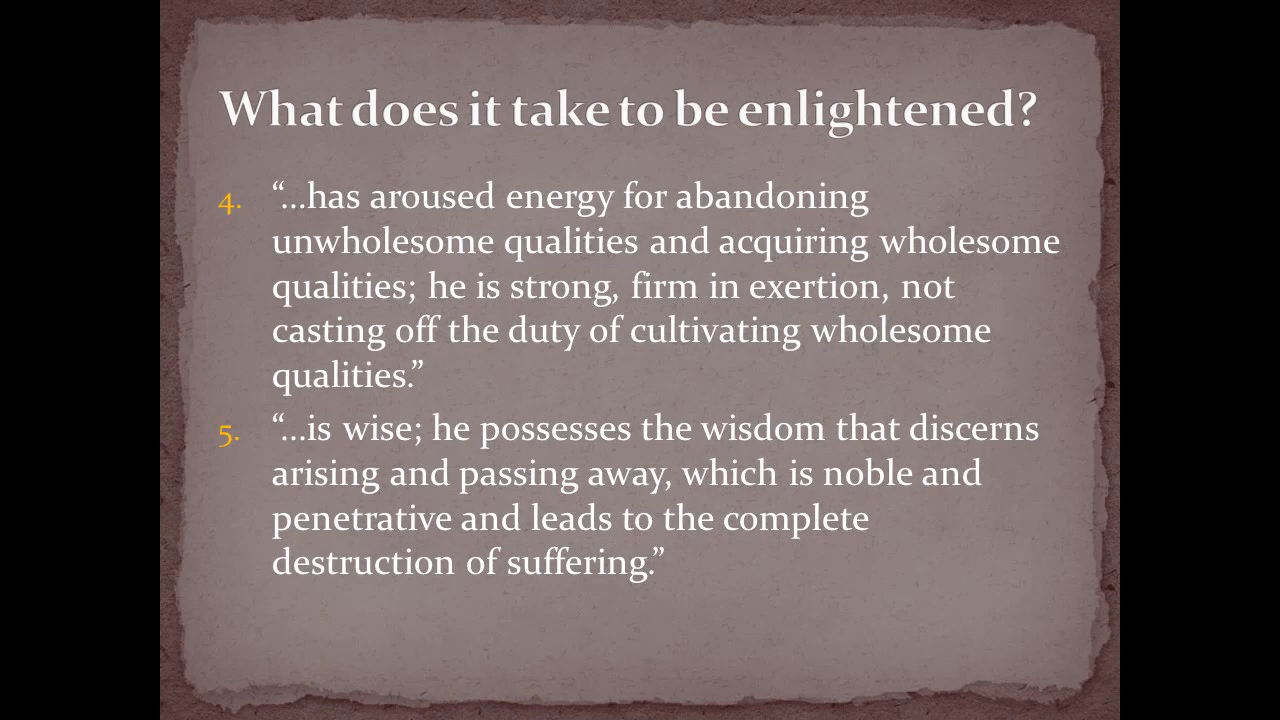 What does it take to be enlightened?
4. “…has aroused energy for abandoning
unwholesome qualities and acquiring wholesome
qualities; he is strong, firm in exertion, not
casting off the duty of cultivating wholesome
qualities.”
5. “…is wise; he possesses the wisdom that discerns
arising and passing away, which is noble and
penetrative and leads to the complete
destruction of suffering.”